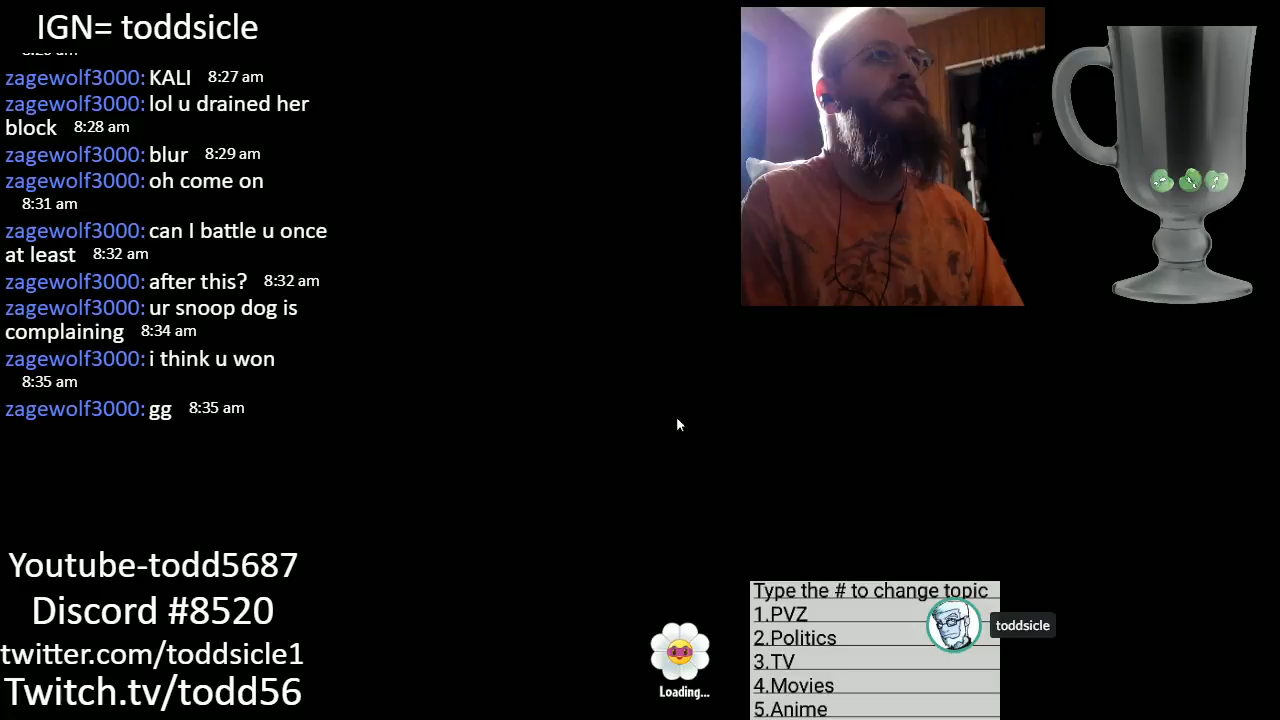 IGN= toddsicle
zagewolf3000: KALI 8:27 am
zagewolf3000: lol u drained her
block 8:28 am
zagewolf3000: blur 8:29 am
zagewolf3000: oh come on
8:31 am
zagewolf3000: can I battle u once
at least 8:32 am
zagewolf3000: after this? 8:32 am
zagewolf3000: ur snoop dog is
complaining 8:34 am
zagewolf3000: i think u won
8:35 am
zagewolf3000: gg 8:35 am
Youtube-todd5687
Discord #8520
twitter.com/toddsicle1
Twitch.tv/todd56
Loading...
Type the # to change topic
1.PVZ
2.Politics
3.TV
4.Movies
5.Anime
toddsicle